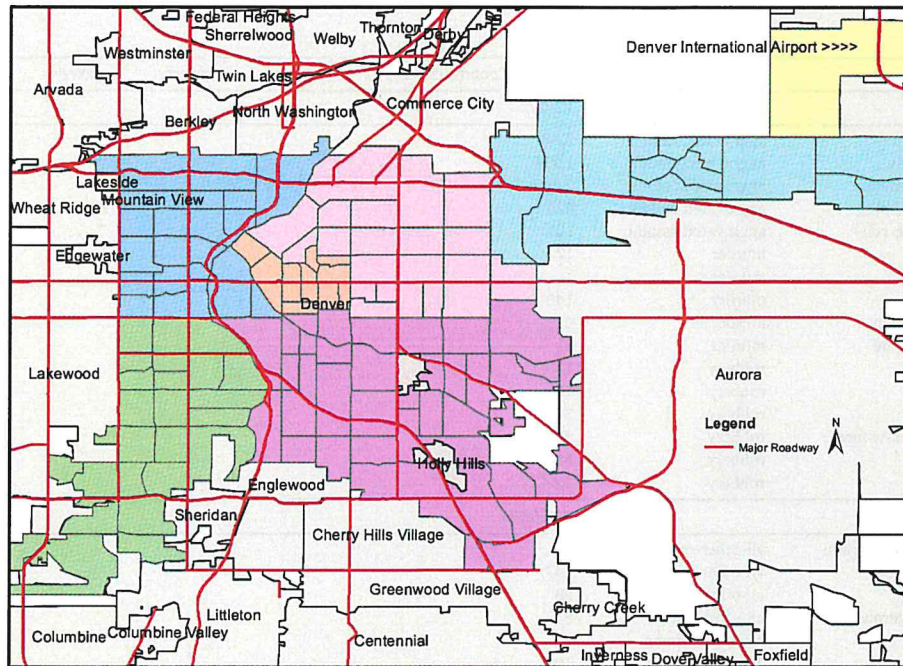 Federal Heights
Sherrelwood
Welby
Thornton
Derby
Westminster
Denver International Airport >>>>
Twin Lakes
Arvada
North Washington
Commerce City
Berkley
Lakeside
Mountain View
Wheat Ridge
Edgewater
Denver
Lakewood
Aurora
Legend
Major Roadway
N
Holly Hills
Englewood
Sheridan
Cherry Hills Village
Greenwood Village
Cherry Creek
Littleton
Columbine
Columbine Valley
Centennial
Inverness
Dove Valley
Foxfield